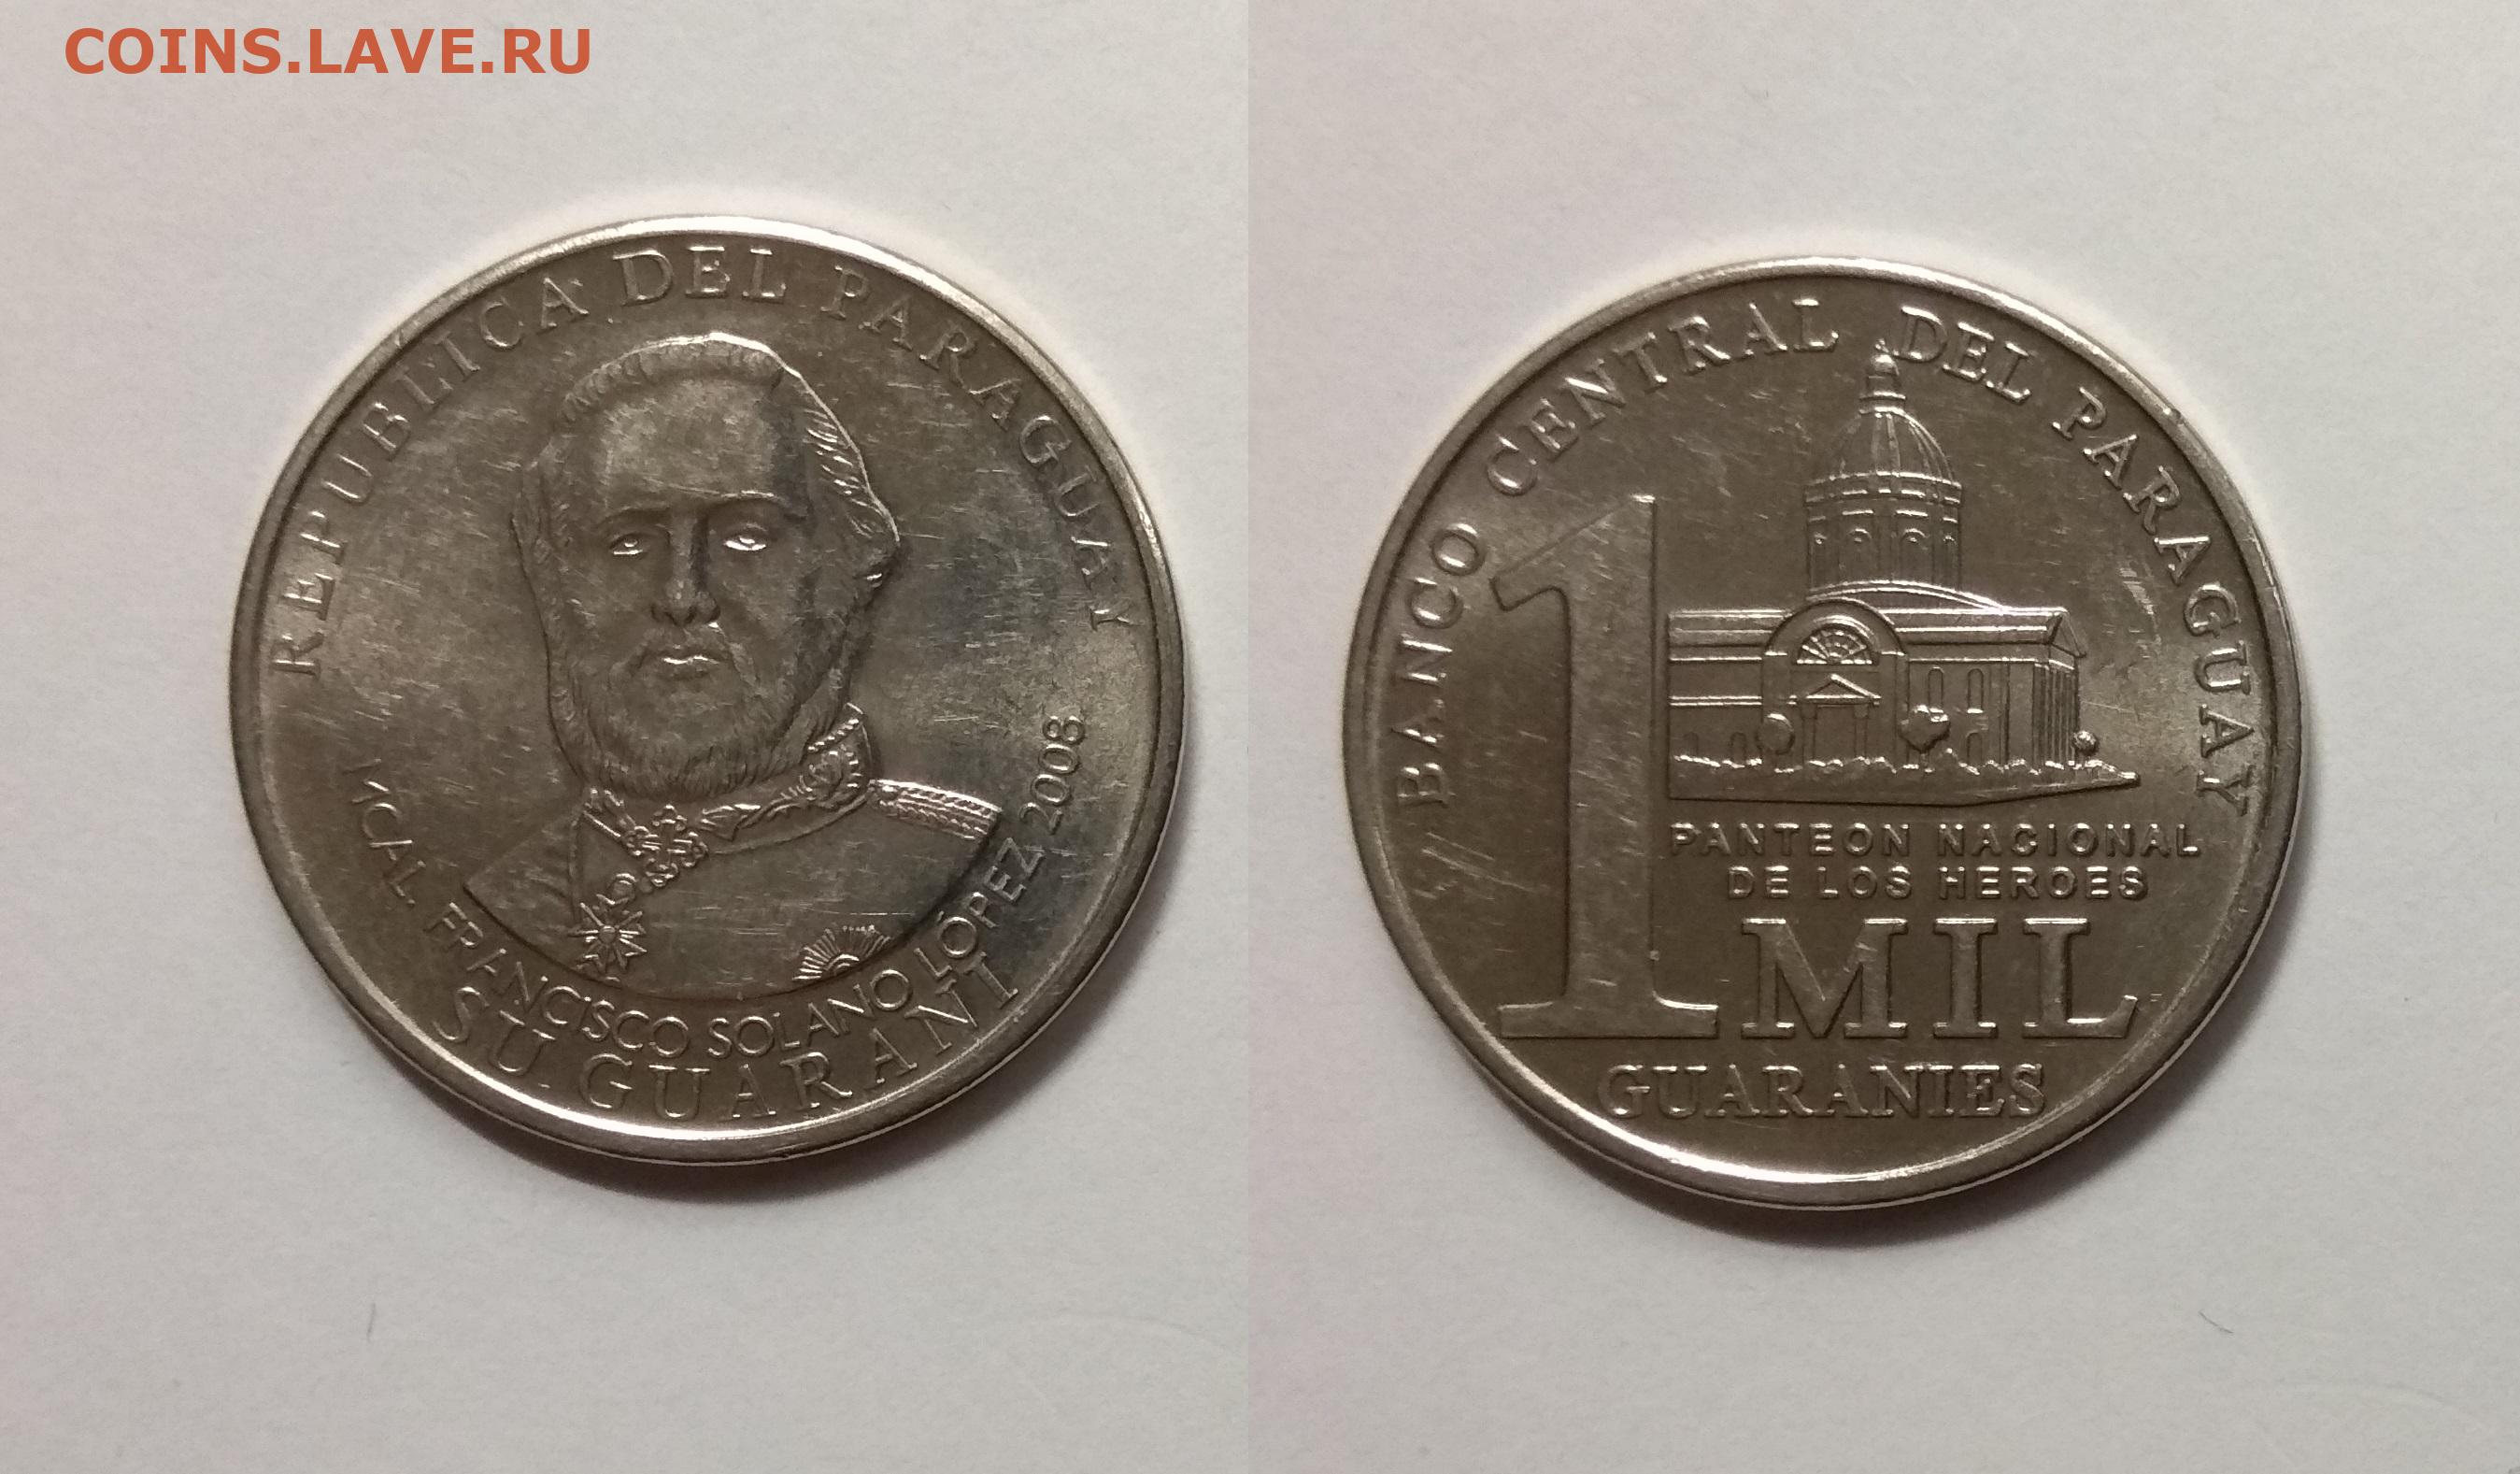 COINS.LAVE.RU
REPUBLICA DEL PARAGUAY
MCAL. FRANCISCO SOLANO LÓPEZ 2008
SU. GUARANI
BANCO CENTRAL DEL PARAGUAY
PANTEON NACIONAL
DE LOS HEROES
1 MIL
GUARANIES